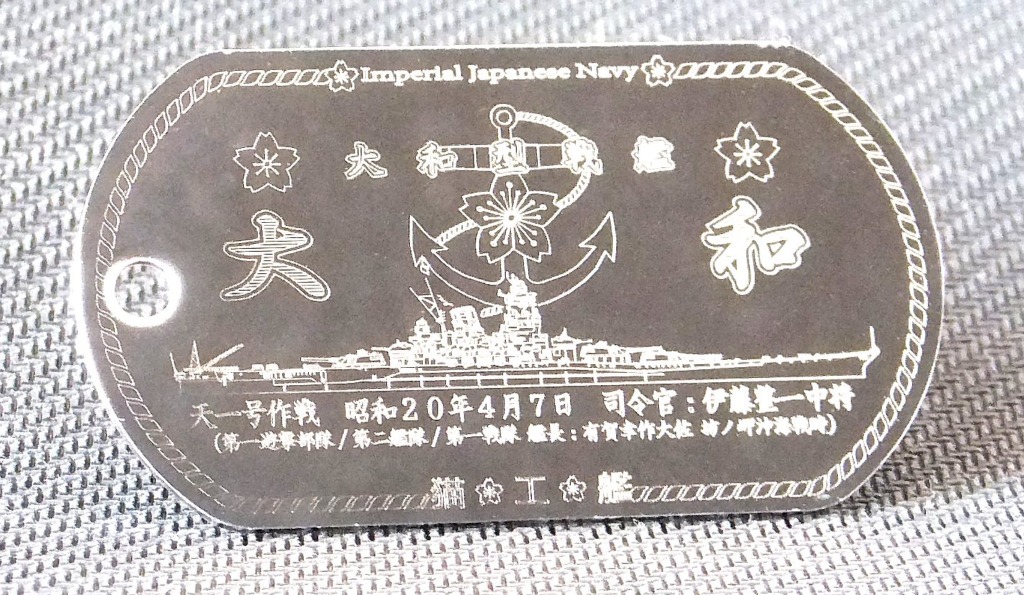 Imperial Japanese Navy
大和型戦艦
大和
天一号作戦 昭和20年4月7日 司令官:伊藤整一中将
(第一遊撃部隊/第二艦隊/第一戦隊 艦長:有賀幸作大佐 坊ノ岬沖海戦時)
工 艦